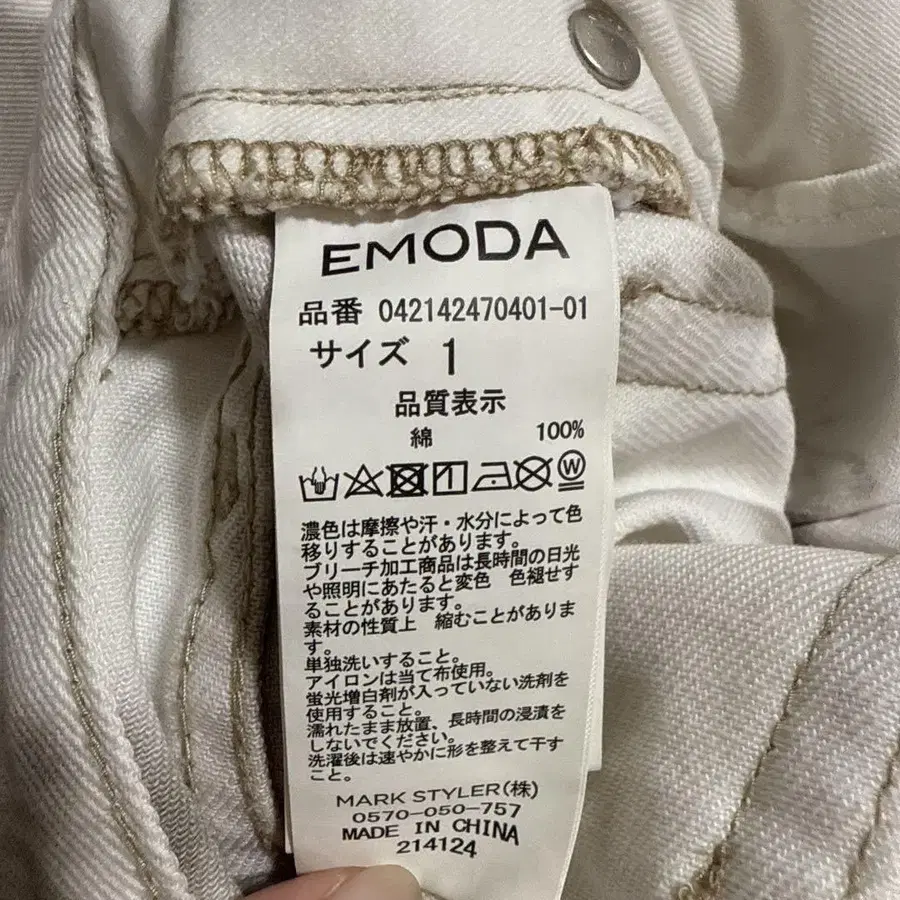 EMODA
品番 042142470401-01
サイズ 1
品質表示
綿 100%
濃色は摩擦や汗・水分によって色
移りすることがあります。
ブリーチ加工商品は長時間の日光
や照明にあたると変色 色褪せす
ることがあります。
素材の性質上 縮むことがありま
す。
単独洗いすること。
アイロンは当て布使用。
蛍光増白剤が入っていない洗剤を
使用すること。
濡れたまま放置、長時間の浸漬を
しないでください。
洗濯後は速やかに形を整えて干す
こと。
MARK STYLER(株)
0570-050-757
MADE IN CHINA
214124